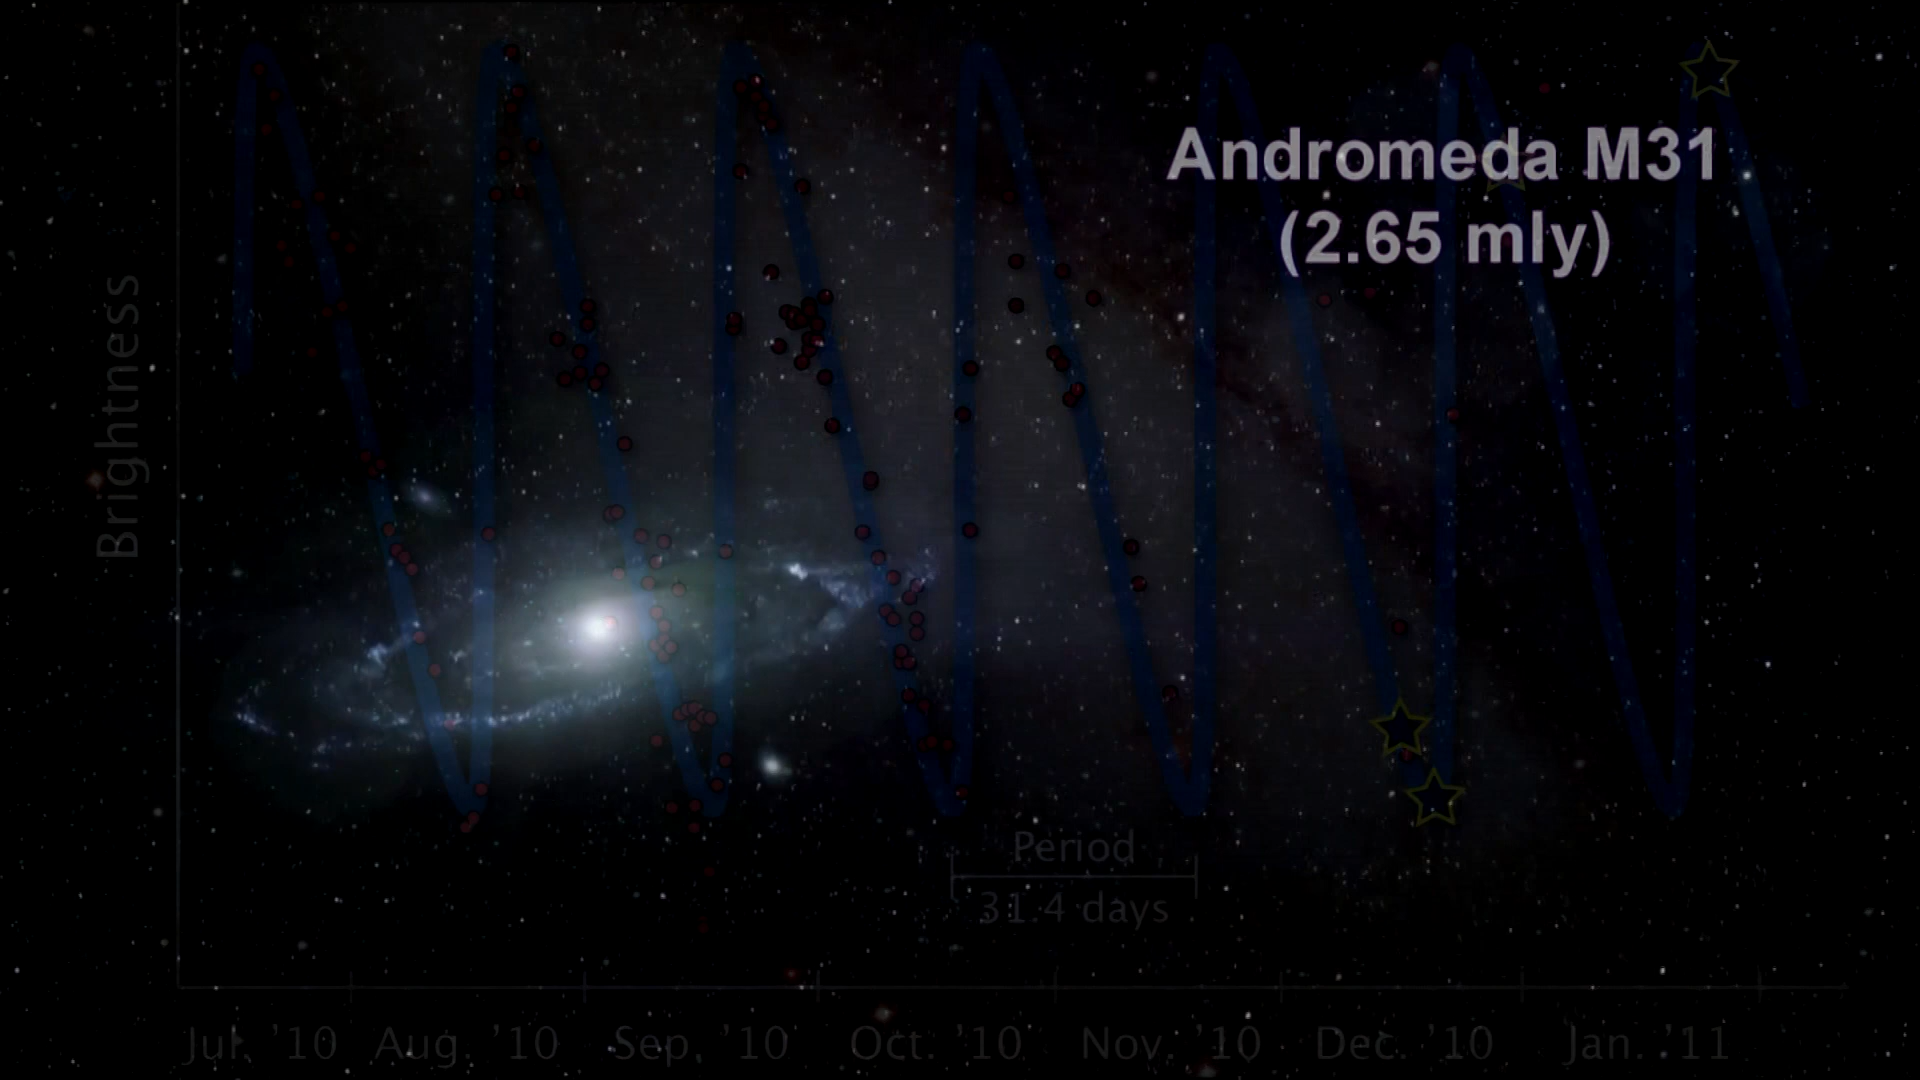 Andromeda M31
(2.65 mly)
Brightness
Period
31.4 days
Jul. '10 Aug. '10 Sep. '10 Oct. '10 Nov. '10 Dec. '10 Jan. '11